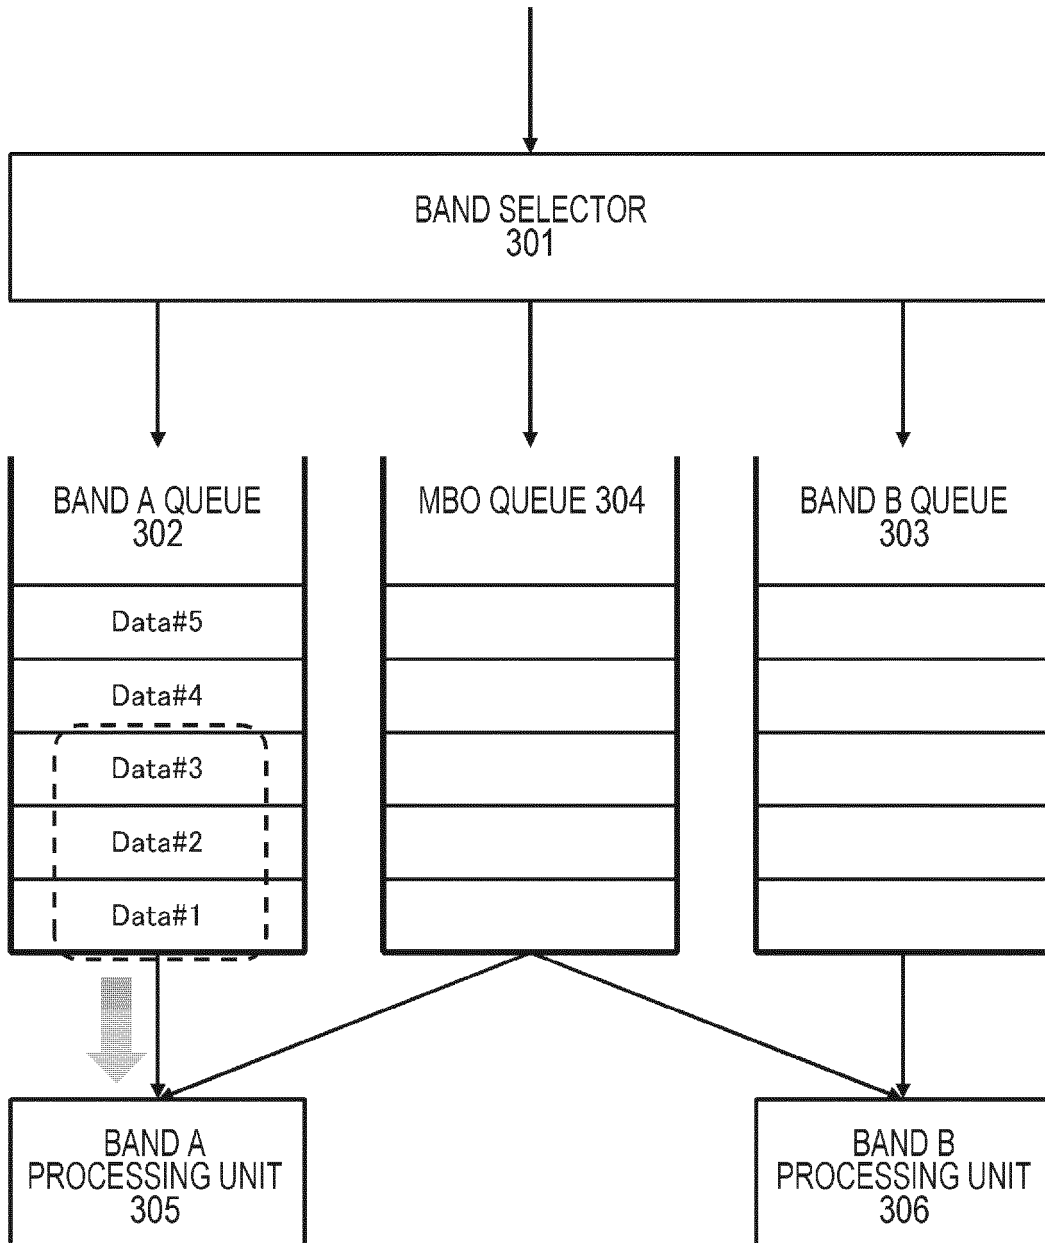 BAND SELECTOR
301
BAND A QUEUE
302
MBO QUEUE 304
BAND B QUEUE
303
Data#5
Data#4
Data#3
Data#2
Data#1
BAND A
PROCESSING UNIT
305
BAND B
PROCESSING UNIT
306